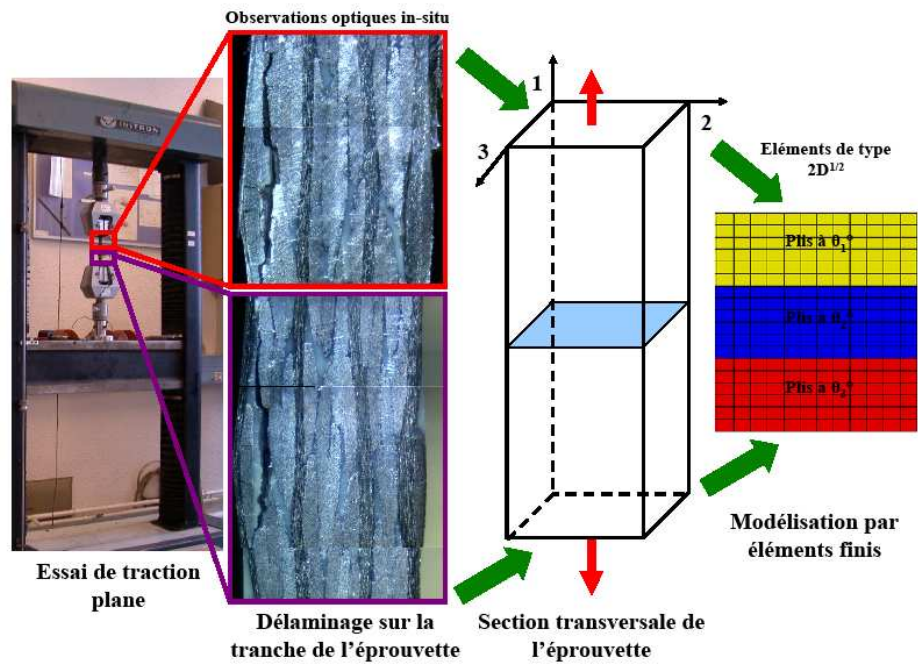 Observations optiques in-situ
INSTRON
1
2
3
Eléments de type
2D1/2
Plis à θ1°
Plis à θ2°
Plis à θ3°
Modélisation par
éléments finis
Essai de traction
plane
Délaminage sur la
tranche de l'éprouvette
Section transversale de
l'éprouvette